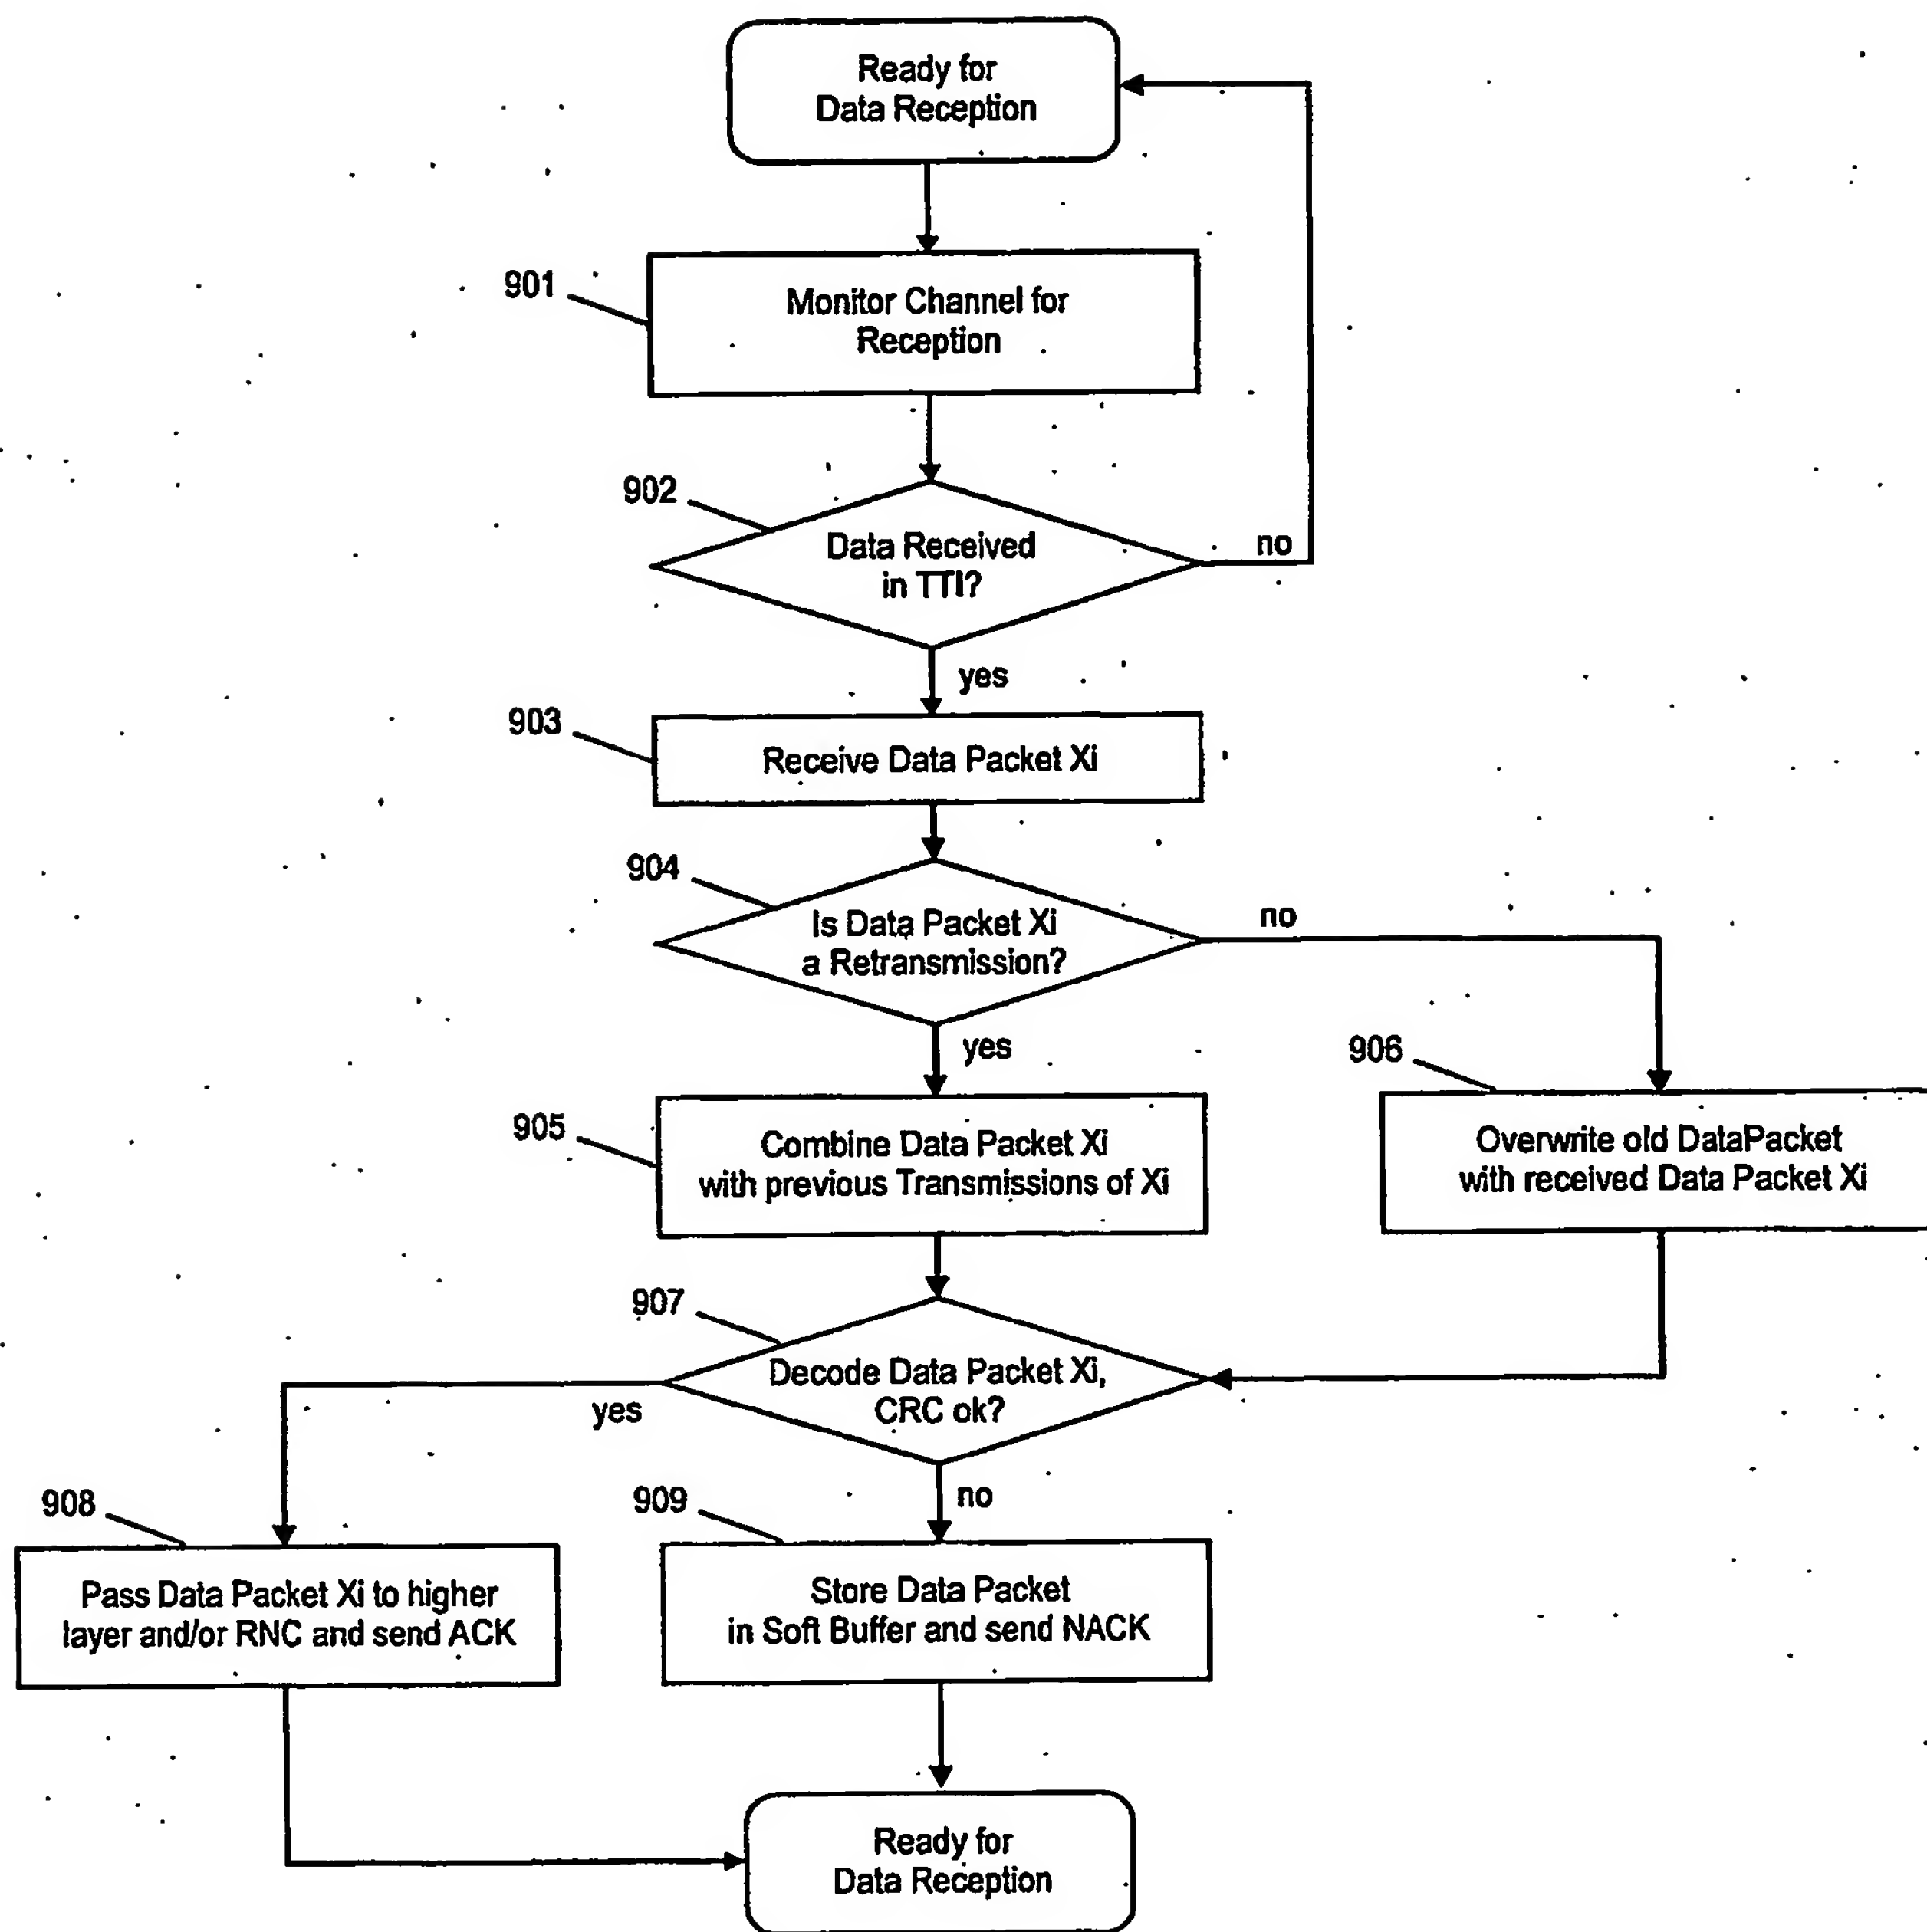 Ready for
Data Reception
901
Monitor Channel for
Reception
902
Data Received
in TTI?
no
yes
903
Receive Data Packet Xi
904
Is Data Packet Xi
a Retransmission?
no
yes
905
Combine Data Packet Xi
with previous Transmissions of Xi
906
Overwrite old DataPacket
with received Data Packet Xi
907
Decode Data Packet Xi,
CRC ok?
yes
no
908
Pass Data Packet Xi to higher
layer and/or RNC and send ACK
909
Store Data Packet
in Soft Buffer and send NACK
Ready for
Data Reception